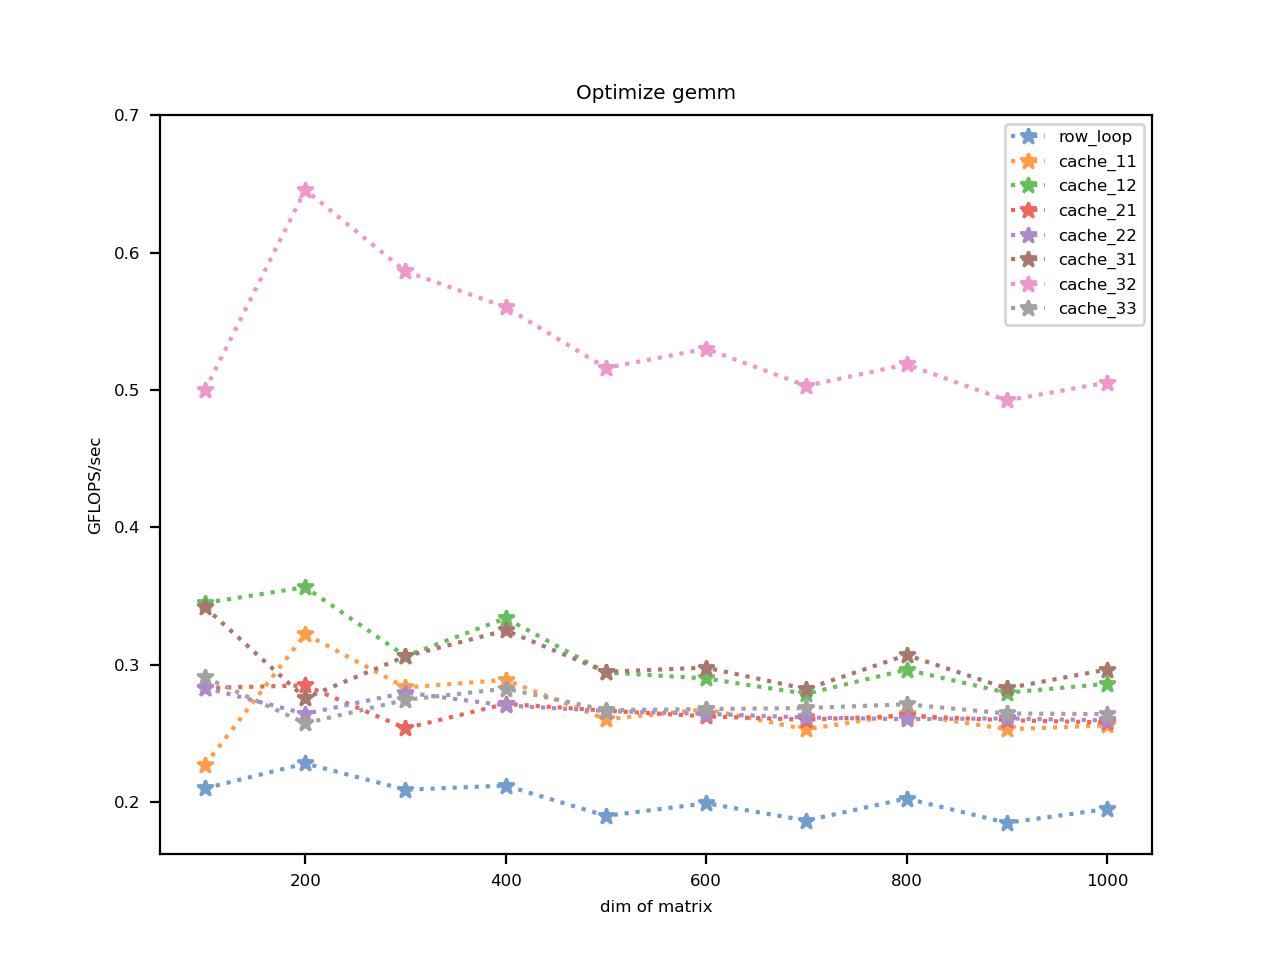 Optimize gemm
0.7
0.6
0.5
0.4
0.3
0.2
GFLOPS/sec
row_loop
cache_11
cache_12
cache_21
cache_22
cache_31
cache_32
cache_33
200 400 600 800 1000
dim of matrix